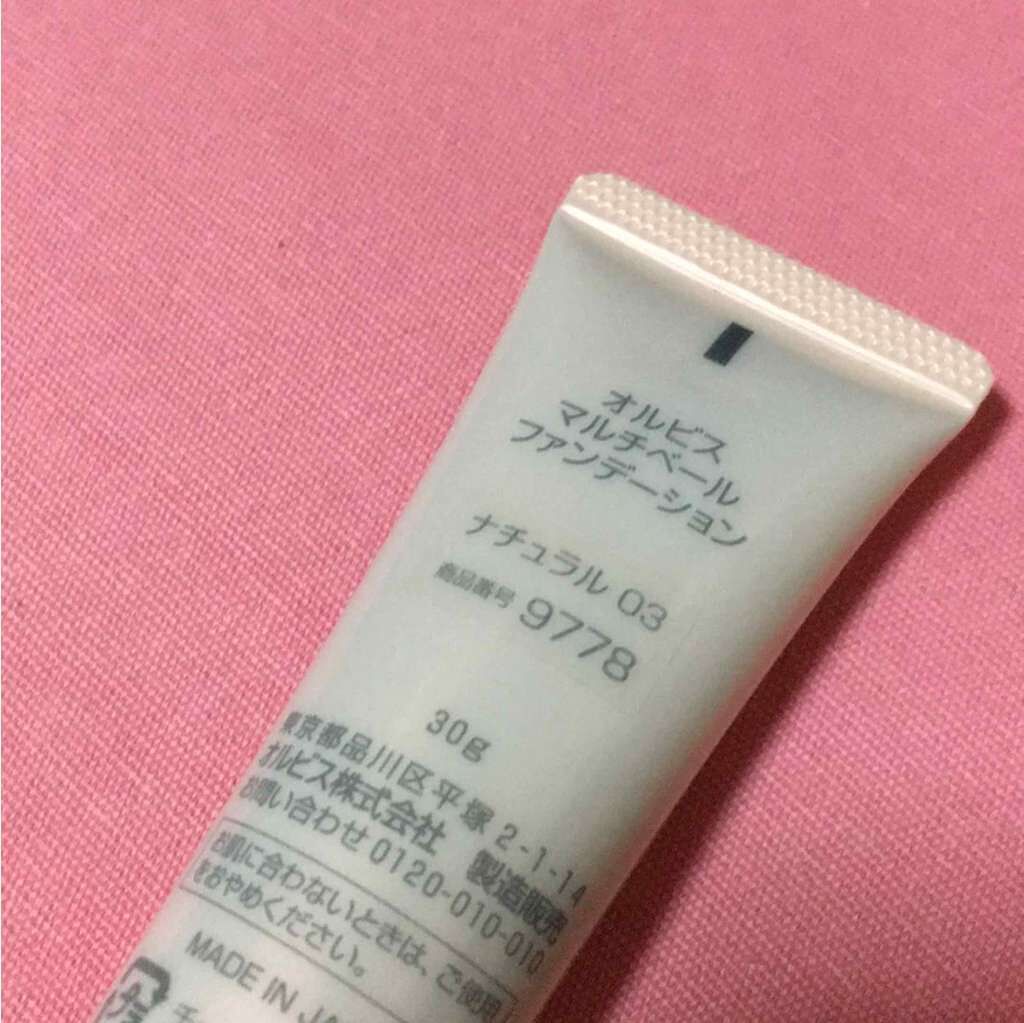 オルビス
マルチベール
ファンデーション
ナチュラル 03
商品番号 9778
30g
東京都品川区平塚 2-1-14
オルビス株式会社 製造販売
お問い合わせ 0120-010-010
お肌に合わないときは、ご使用
をおやめください。
MADE IN
プラ
チ